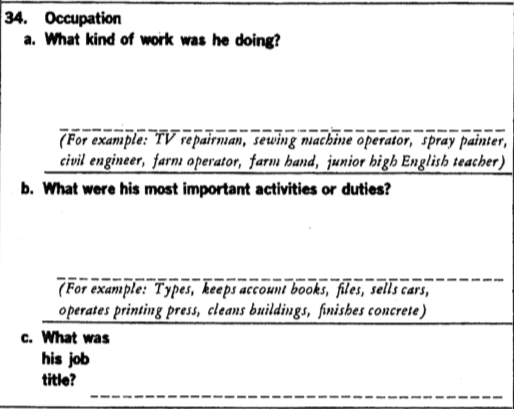 34. Occupation
a. What kind of work was he doing?
(For example: TV repairman, sewing machine operator, spray painter,
civil engineer, farm operator, farm hand, junior high English teacher)
b. What were his most important activities or duties?
(For example: Types, keeps account books, files, sells cars,
operates printing press, cleans buildings, finishes concrete)
c. What was
his job
title?